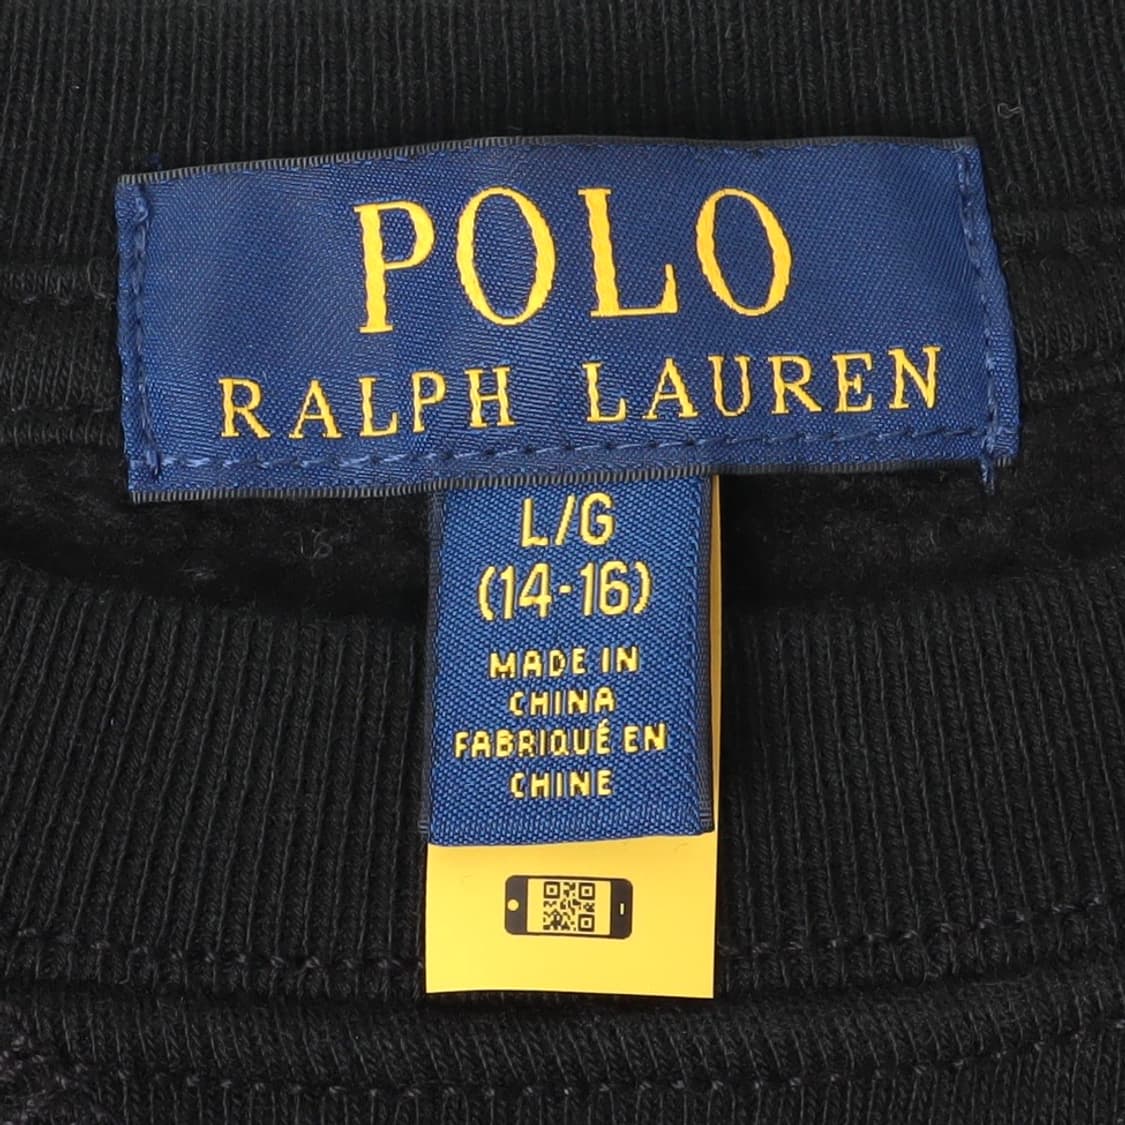 POLO
RALPH LAUREN
L/G
(14-16)
MADE IN
CHINA
FABRIQUÉ EN
CHINE